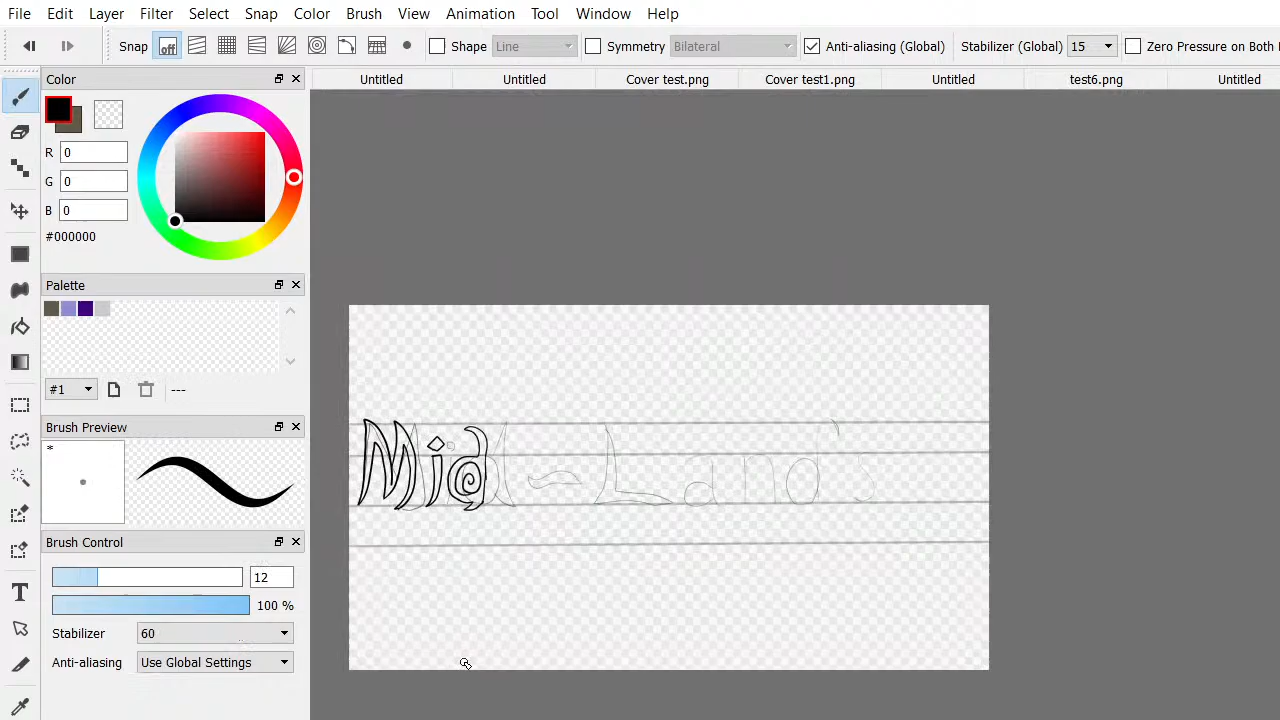 File Edit Layer Filter Select Snap Color Brush View Animation Tool Window Help
Snap off Shape Line Symmetry Bilateral Anti-aliasing (Global) Stabilizer (Global) 15 Zero Pressure on Both
Color
Untitled Untitled Cover test.png Cover test1.png Untitled test6.png Untitled
R 0
G 0
B 0
#000000
Palette
#1 ---
Brush Preview
*
Mid - Lands
Brush Control
12
100 %
Stabilizer 60
Anti-aliasing Use Global Settings